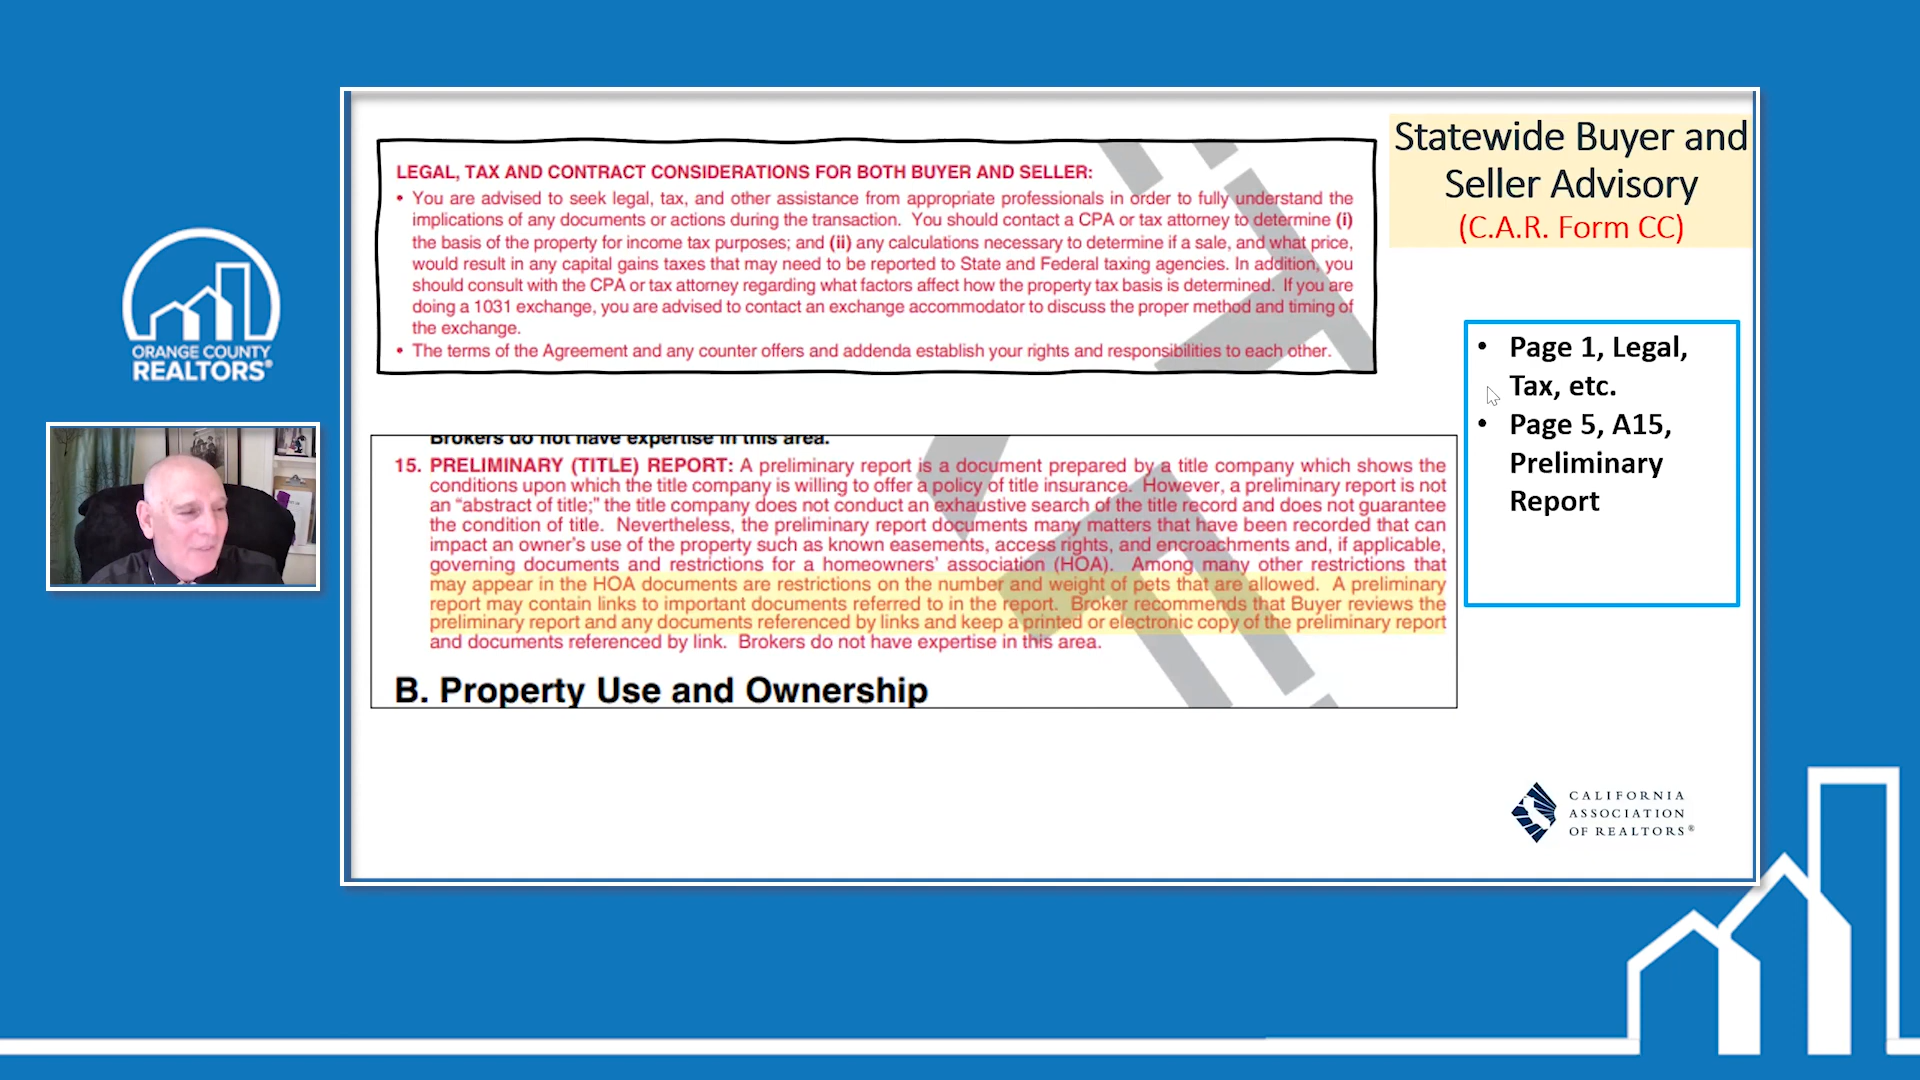 ORANGE COUNTY
REALTORS®
LEGAL, TAX AND CONTRACT CONSIDERATIONS FOR BOTH BUYER AND SELLER:
• You are advised to seek legal, tax, and other assistance from appropriate professionals in order to fully understand the
implications of any documents or actions during the transaction. You should contact a CPA or tax attorney to determine (i)
the basis of the property for income tax purposes; and (ii) any calculations necessary to determine if a sale, and what price,
would result in any capital gains taxes that may need to be reported to State and Federal taxing agencies. In addition, you
should consult with the CPA or tax attorney regarding what factors affect how the property tax basis is determined. If you are
doing a 1031 exchange, you are advised to contact an exchange accommodator to discuss the proper method and timing of
the exchange.
• The terms of the Agreement and any counter offers and addenda establish your rights and responsibilities to each other.
Brokers do not have expertise in this area.
15. PRELIMINARY (TITLE) REPORT: A preliminary report is a document prepared by a title company which shows the
conditions upon which the title company is willing to offer a policy of title insurance. However, a preliminary report is not
an “abstract of title;” the title company does not conduct an exhaustive search of the title record and does not guarantee
the condition of title. Nevertheless, the preliminary report documents many matters that have been recorded that can
impact an owner’s use of the property such as known easements, access rights, and encroachments and, if applicable,
governing documents and restrictions for a homeowners’ association (HOA). Among many other restrictions that
may appear in the HOA documents are restrictions on the number and weight of pets that are allowed. A preliminary
report may contain links to important documents referred to in the report. Broker recommends that Buyer reviews the
preliminary report and any documents referenced by links and keep a printed or electronic copy of the preliminary report
and documents referenced by link. Brokers do not have expertise in this area.
B. Property Use and Ownership
Statewide Buyer and
Seller Advisory
(C.A.R. Form CC)
• Page 1, Legal,
Tax, etc.
• Page 5, A15,
Preliminary
Report
CALIFORNIA
ASSOCIATION
OF REALTORS®